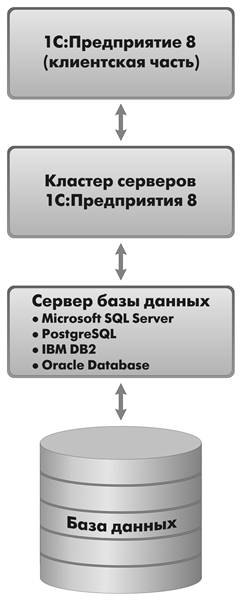 1С:Предприятие 8
(клиентская часть)
Кластер серверов
1С:Предприятия 8
Сервер базы данных
• Microsoft SQL Server
• PostgreSQL
• IBM DB2
• Oracle Database
База данных